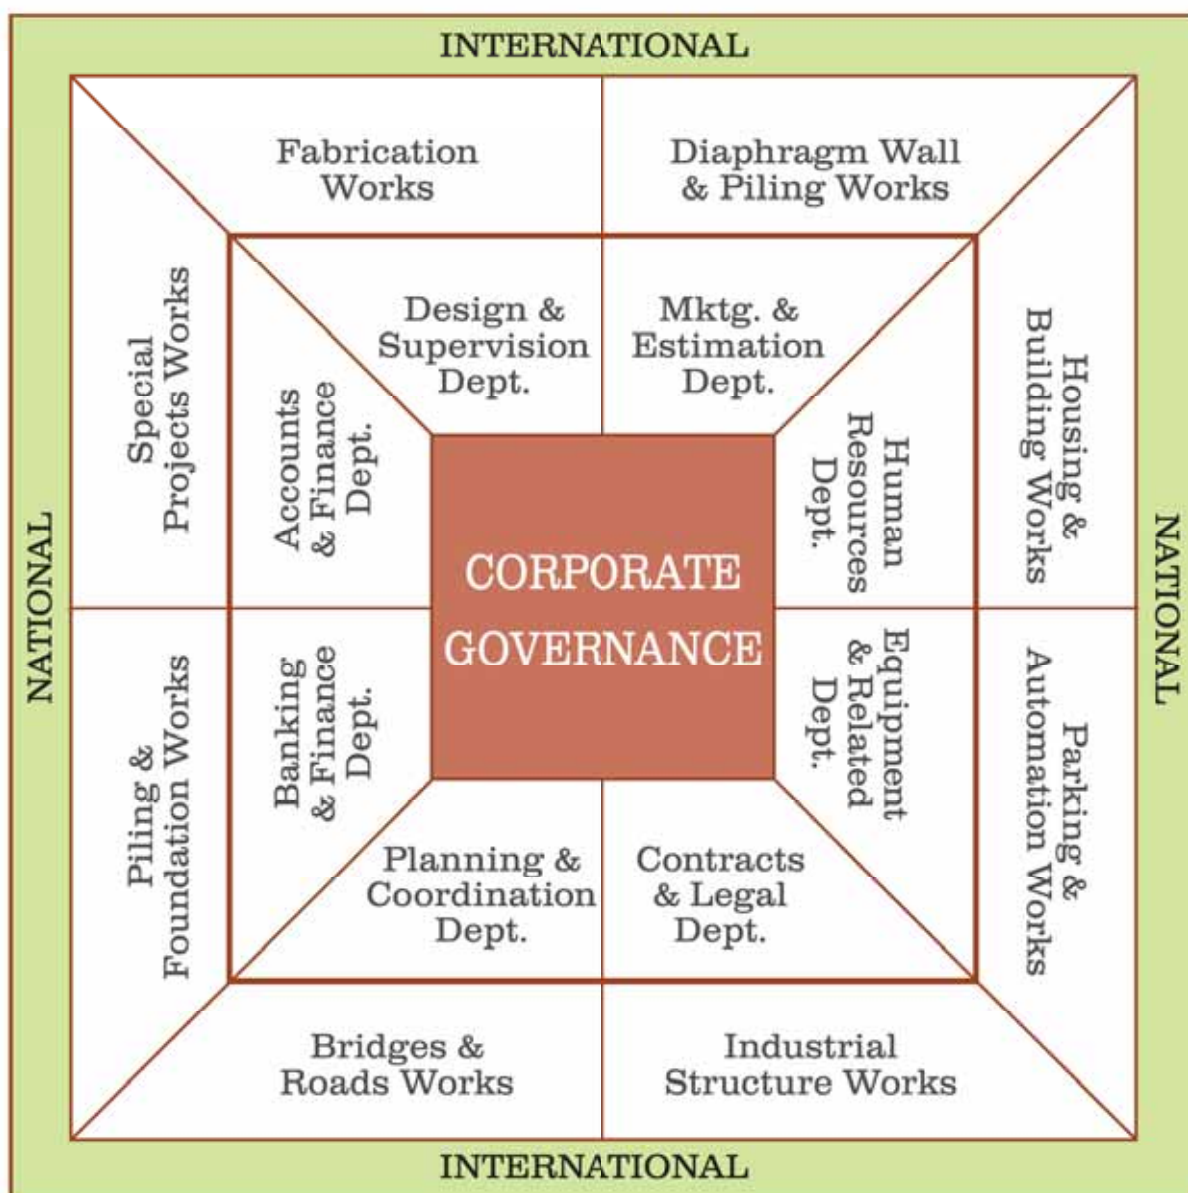 INTERNATIONAL
Fabrication
Works
Diaphragm Wall
& Piling Works
Special
Projects Works
Design &
Supervision
Dept.
Mktg. &
Estimation
Dept.
Housing &
Building Works
Accounts
& Finance
Dept.
Human
Resources
Dept.
NATIONAL
CORPORATE
GOVERNANCE
NATIONAL
Piling &
Foundation Works
Banking
& Finance
Dept.
Equipment
& Related
Dept.
Parking &
Automation Works
Planning &
Coordination
Dept.
Contracts
& Legal
Dept.
Bridges &
Roads Works
Industrial
Structure Works
INTERNATIONAL